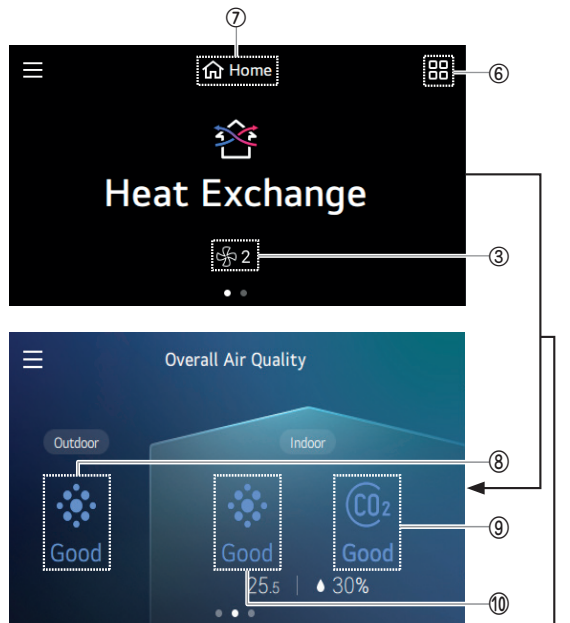 ⑦
Home
⑥
Heat Exchange
2
③
Overall Air Quality
Outdoor
Indoor
⑧
CO2
⑨
Good
Good
Good
25.5
30%
⑩